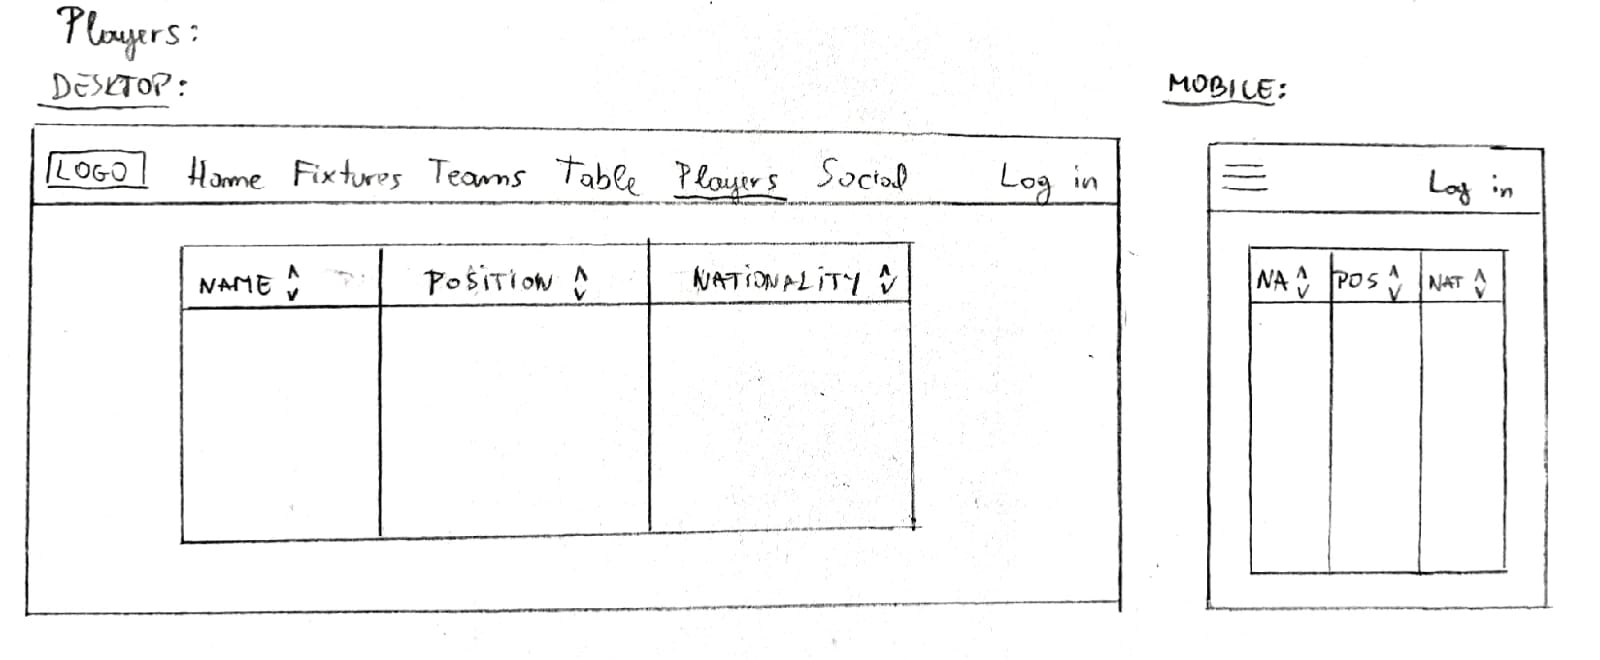 Players:
DESKTOP:
MOBILE:
LOGO Home Fixtures Teams Table Players Social Log in
Log in
NAME POSITION NATIONALITY
NA POS NAT